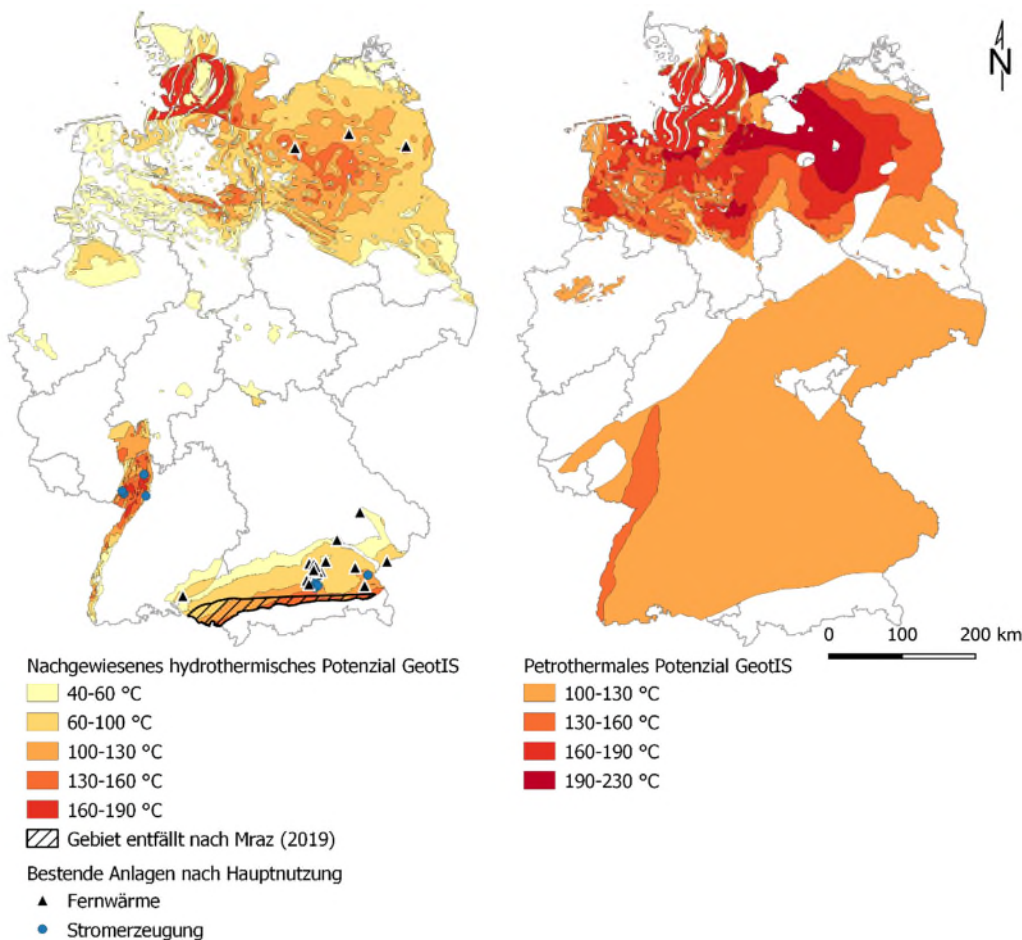 N
0 100 200 km
Nachgewiesenes hydrothermisches Potenzial GeotIS
40-60 °C
60-100 °C
100-130 °C
130-160 °C
160-190 °C
Gebiet entfällt nach Mraz (2019)
Bestende Anlagen nach Hauptnutzung
Fernwärme
Stromerzeugung
Petrothermales Potenzial GeotIS
100-130 °C
130-160 °C
160-190 °C
190-230 °C